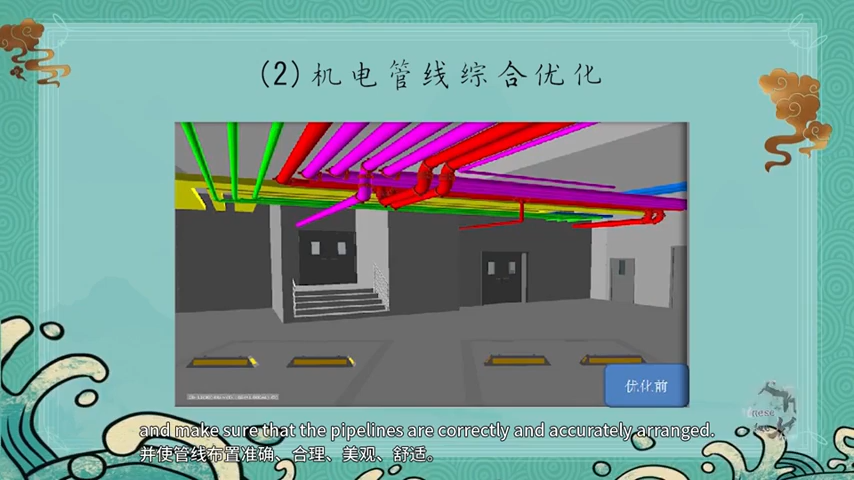 (2)机电管线综合优化
优化前
and make sure that the pipelines are correctly and accurately arranged.
并使管线布置准确、合理、美观、舒适。